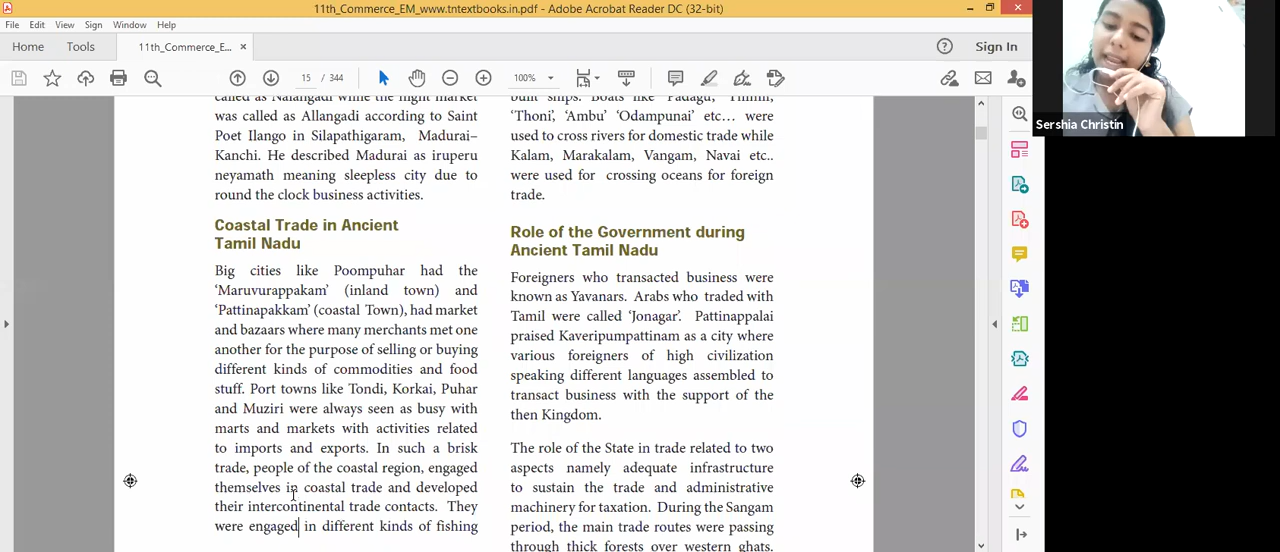 11th_Commerce_EM_www.tntextbooks.in.pdf - Adobe Acrobat Reader DC (32-bit)
File Edit View Sign Window Help
Home Tools 11th_Commerce_E... × Sign In
15 / 344 100%
Sershia Christin
called as Nalangadi while the night market
was called as Allangadi according to Saint
Poet Ilango in Silapathigaram, Madurai–
Kanchi. He described Madurai as iruperu
neyamath meaning sleepless city due to
round the clock business activities.
Coastal Trade in Ancient
Tamil Nadu
Big cities like Poompuhar had the
‘Maruvurappakam’ (inland town) and
‘Pattinapakkam’ (coastal Town), had market
and bazaars where many merchants met one
another for the purpose of selling or buying
different kinds of commodities and food
stuff. Port towns like Tondi, Korkai, Puhar
and Muziri were always seen as busy with
marts and markets with activities related
to imports and exports. In such a brisk
trade, people of the coastal region, engaged
themselves in coastal trade and developed
their intercontinental trade contacts. They
were engaged in different kinds of fishing
built ships. Boats like Padagu, Thimil,
‘Thoni’, ‘Ambu’ ‘Odampunai’ etc... were
used to cross rivers for domestic trade while
Kalam, Marakalam, Vangam, Navai etc..
were used for crossing oceans for foreign
trade.
Role of the Government during
Ancient Tamil Nadu
Foreigners who transacted business were
known as Yavanars. Arabs who traded with
Tamil were called ‘Jonagar’. Pattinappalai
praised Kaveripumpattinam as a city where
various foreigners of high civilization
speaking different languages assembled to
transact business with the support of the
then Kingdom.
The role of the State in trade related to two
aspects namely adequate infrastructure
to sustain the trade and administrative
machinery for taxation. During the Sangam
period, the main trade routes were passing
through thick forests over western ghats.